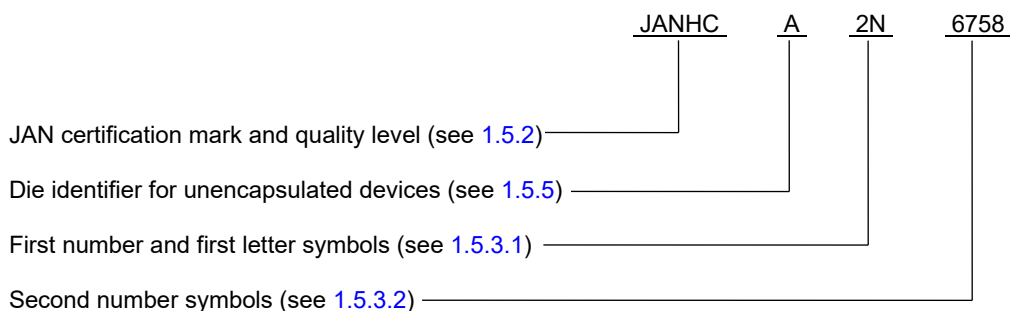 JANHC A 2N 6758
JAN certification mark and quality level (see 1.5.2)
Die identifier for unencapsulated devices (see 1.5.5)
First number and first letter symbols (see 1.5.3.1)
Second number symbols (see 1.5.3.2)